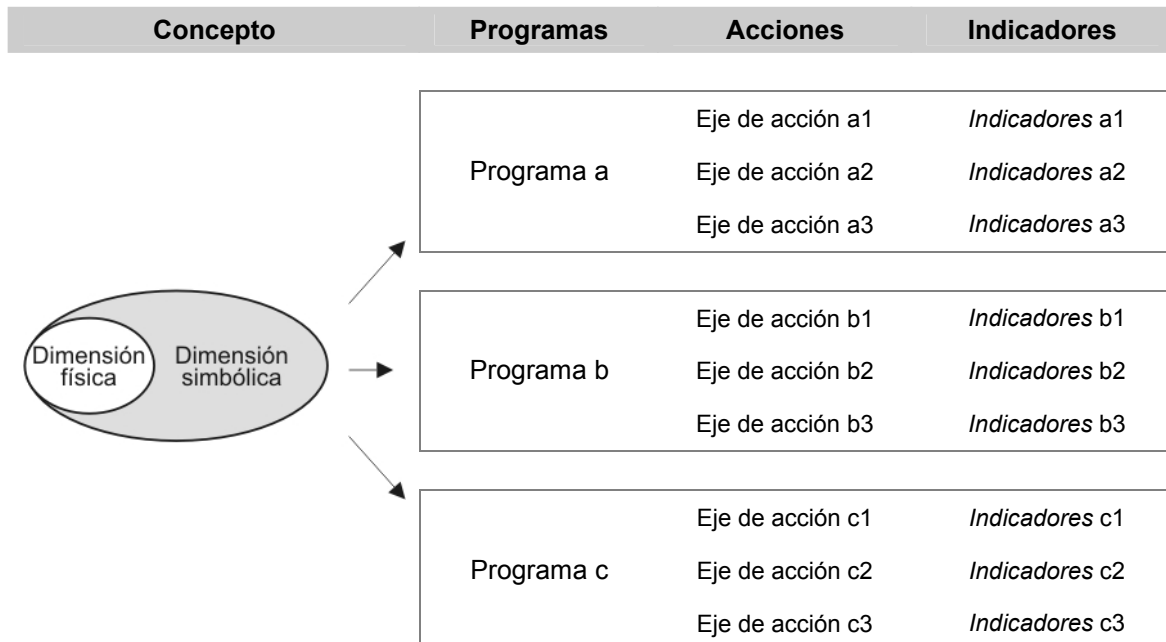 Concepto Programas Acciones Indicadores
Eje de acción a1 Indicadores a1
Programa a Eje de acción a2 Indicadores a2
Eje de acción a3 Indicadores a3
Dimensión física
Dimensión simbólica
Eje de acción b1 Indicadores b1
Programa b Eje de acción b2 Indicadores b2
Eje de acción b3 Indicadores b3
Eje de acción c1 Indicadores c1
Programa c Eje de acción c2 Indicadores c2
Eje de acción c3 Indicadores c3